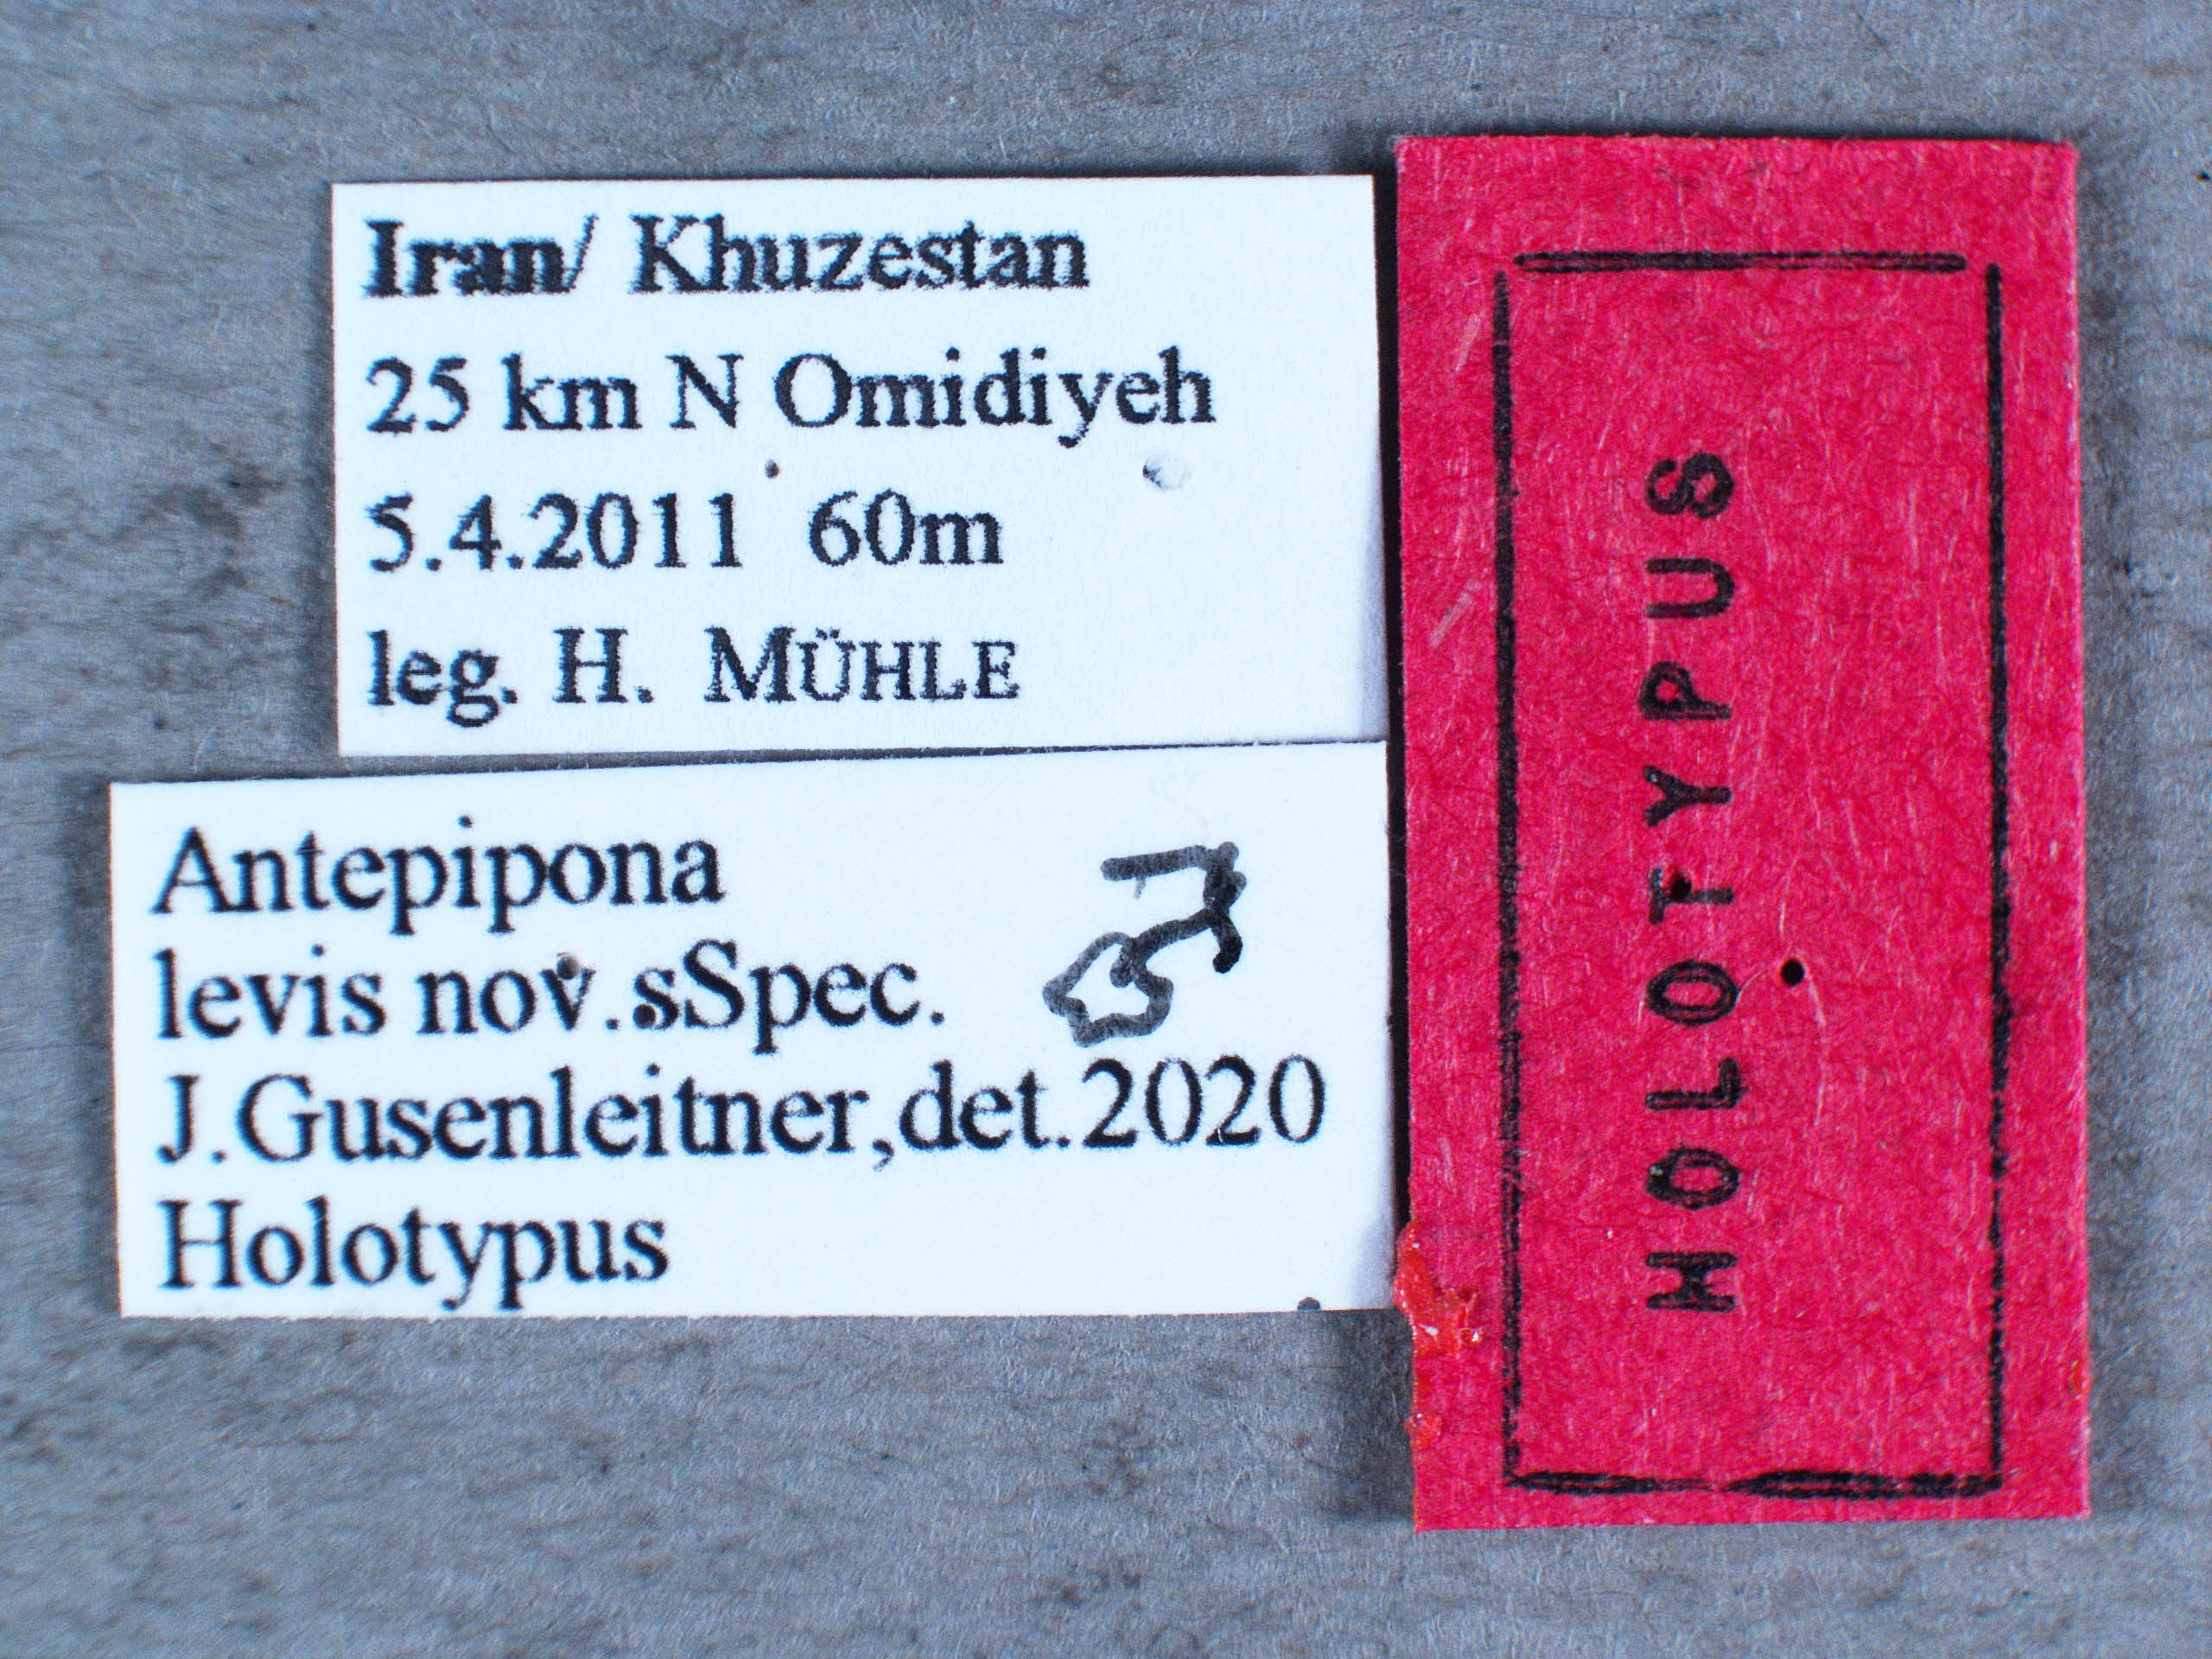 Iran/ Khuzestan
25 km N Omidiyeh
5.4.2011 60m
leg. H. MÜHLE
Antepipona
levis nov.sSpec. ♂
J.Gusenleitner,det.2020
Holotypus
HOLOTYPUS